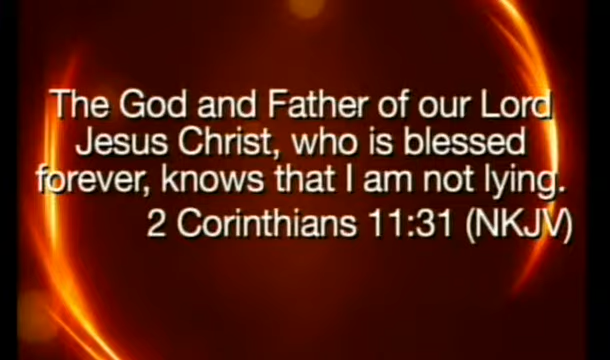 The God and Father of our Lord
Jesus Christ, who is blessed
forever, knows that I am not lying.
2 Corinthians 11:31 (NKJV)